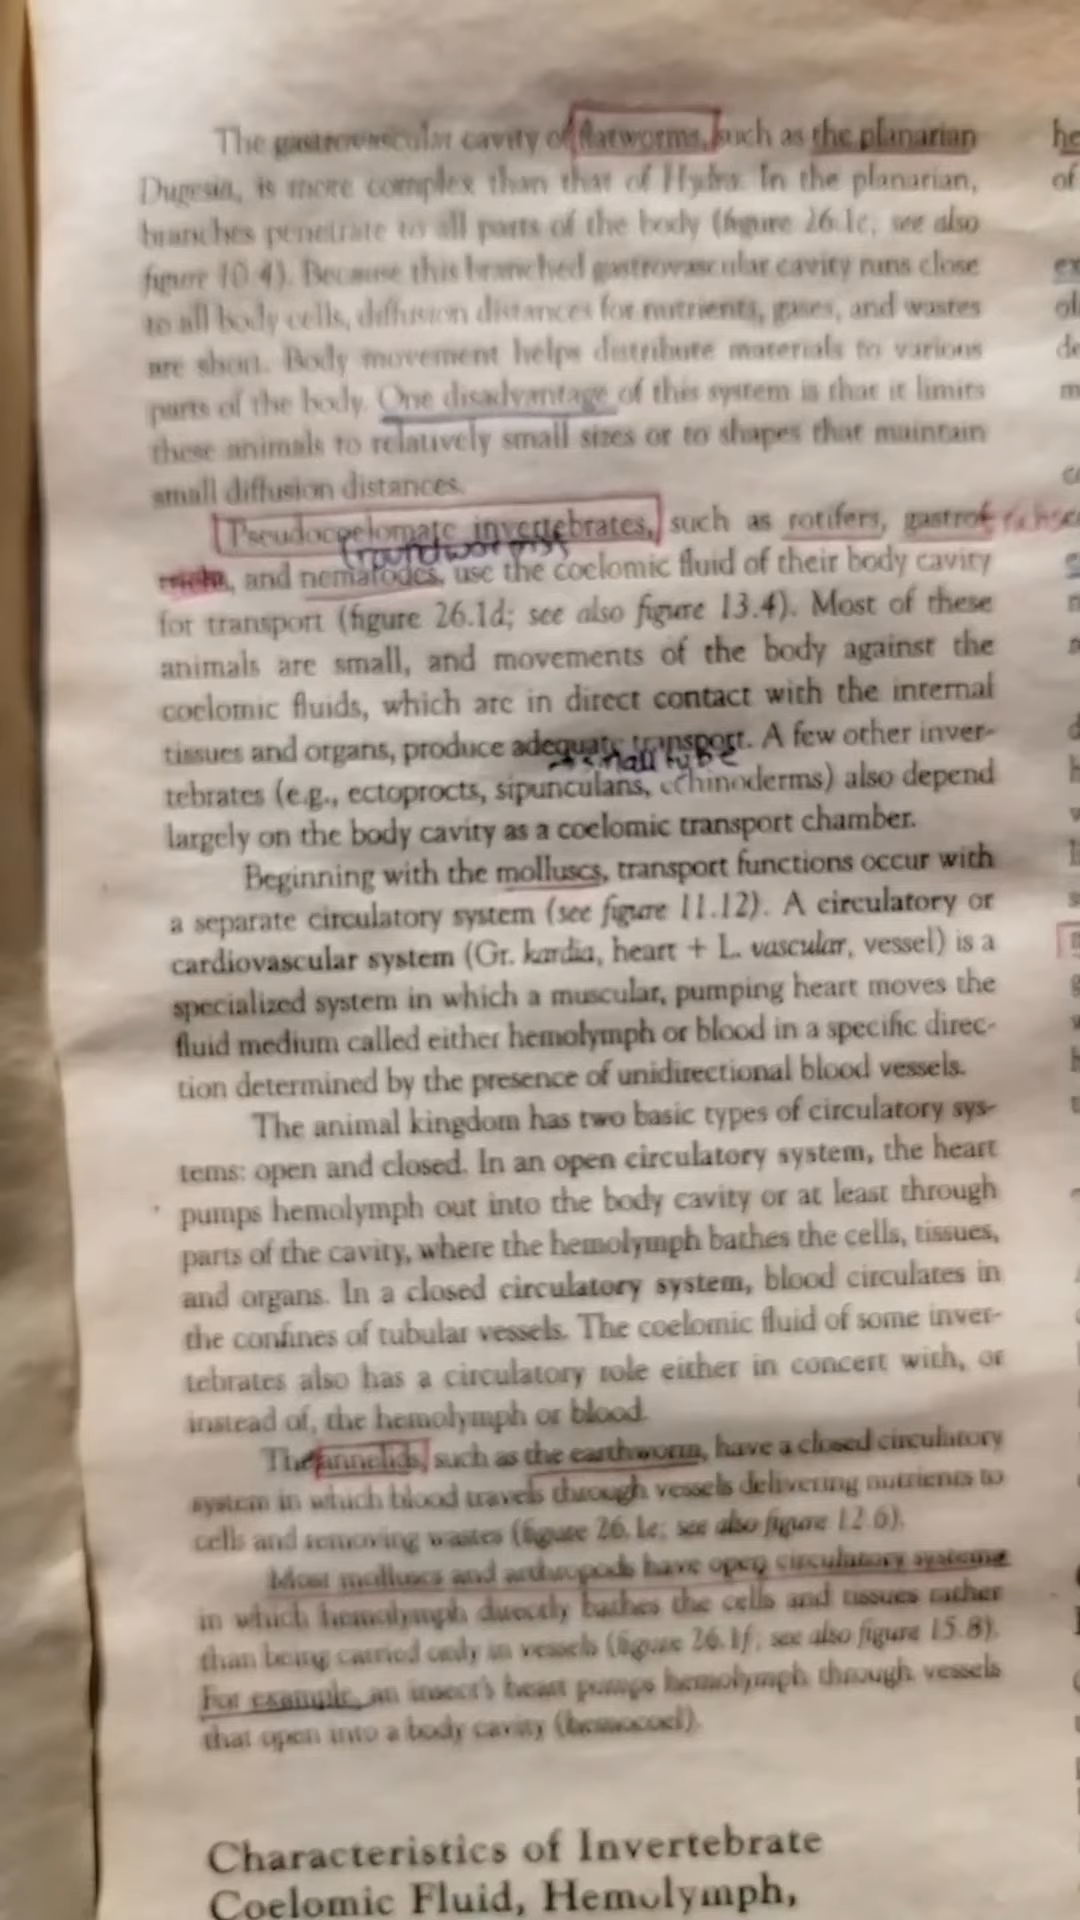 The gastrovascular cavity of flatworms, such as the planarian
Dugesia, is more complex than that of Hydra. In the planarian,
branches penetrate to all parts of the body (figure 26.1c; see also
figure 10.4). Because this branched gastrovascular cavity runs close
to all body cells, diffusion distances for nutrients, gases, and wastes
are short. Body movement helps distribute materials to various
parts of the body. One disadvantage of this system is that it limits
these animals to relatively small sizes or to shapes that maintain
small diffusion distances.
Pseudocoelomate invertebrates, such as rotifers, gastrot
(roundworms)
and nematodes, use the coelomic fluid of their body cavity
for transport (figure 26.1d; see also figure 13.4). Most of these
animals are small, and movements of the body against the
coelomic fluids, which are in direct contact with the internal
tissues and organs, produce adequate transport. A few other inver-
small tube
tebrates (e.g., ectoprocts, sipunculans, echinoderms) also depend
largely on the body cavity as a coelomic transport chamber.
Beginning with the molluscs, transport functions occur with
a separate circulatory system (see figure 11.12). A circulatory or
cardiovascular system (Gr. kardia, heart + L. vascular, vessel) is a
specialized system in which a muscular, pumping heart moves the
fluid medium called either hemolymph or blood in a specific direc-
tion determined by the presence of unidirectional blood vessels.
The animal kingdom has two basic types of circulatory sys-
tems: open and closed. In an open circulatory system, the heart
pumps hemolymph out into the body cavity or at least through
parts of the cavity, where the hemolymph bathes the cells, tissues,
and organs. In a closed circulatory system, blood circulates in
the confines of tubular vessels. The coelomic fluid of some inver-
tebrates also has a circulatory role either in concert with, or
instead of, the hemolymph or blood.
The annelids, such as the earthworm, have a closed circulatory
system in which blood travels through vessels delivering nutrients to
cells and removing wastes (figure 26.1e; see also figure 12.6).
Most molluscs and arthropods have open circulatory systems
in which hemolymph directly bathes the cells and tissues rather
than being carried only in vessels (figure 26.1f; see also figure 15.8).
For example, an insect's heart pumps hemolymph through vessels
that open into a body cavity (hemocoel).
Characteristics of Invertebrate
Coelomic Fluid, Hemolymph,